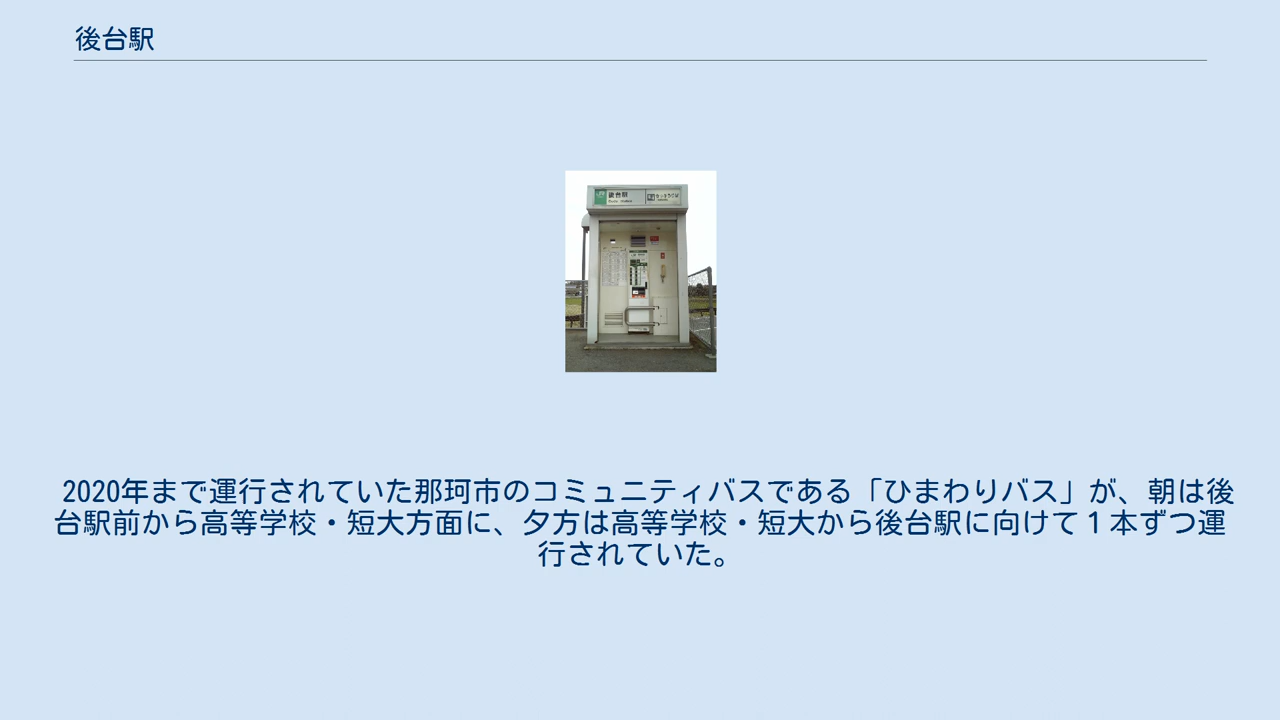 後台駅
後台駅
2020年まで運行されていた那珂市のコミュニティバスである「ひまわりバス」が、朝は後
台駅前から高等学校・短大方面に、夕方は高等学校・短大から後台駅に向けて１本ずつ運
行されていた。